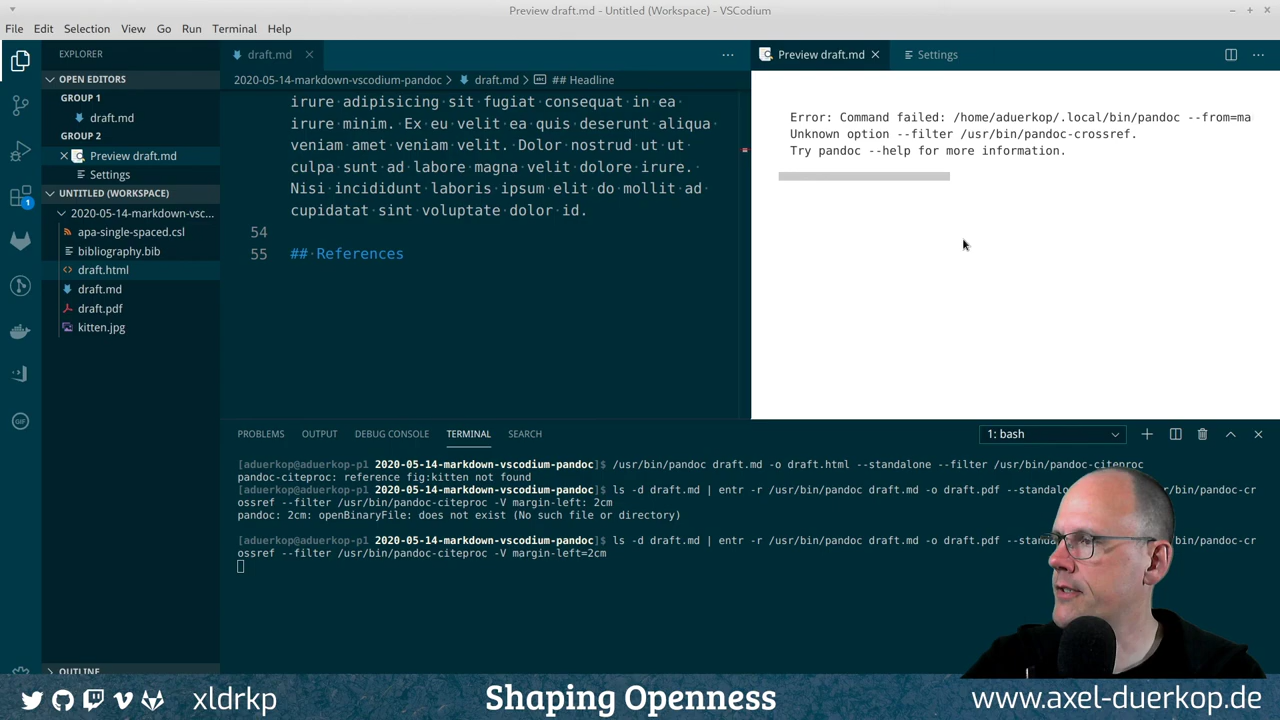 Preview draft.md - Untitled (Workspace) - VSCodium
File Edit Selection View Go Run Terminal Help
EXPLORER
OPEN EDITORS
GROUP 1
draft.md
GROUP 2
Preview draft.md
Settings
UNTITLED (WORKSPACE)
2020-05-14-markdown-vsc...
apa-single-spaced.csl
bibliography.bib
draft.html
draft.md
draft.pdf
kitten.jpg
OUTLINE
1
draft.md
2020-05-14-markdown-vscodium-pandoc > draft.md > ## Headline
irure·adipisicing·sit·fugiat·consequat·in·ea·
irure·minim.·Ex·eu·velit·ea·quis·deserunt·aliqua·
veniam·amet·veniam·velit.·Dolor·nostrud·ut·ut·
culpa·sunt·ad·labore·magna·velit·dolore·irure.·
Nisi·incididunt·laboris·ipsum·elit·do·mollit·ad·
cupidatat·sint·voluptate·dolor·id.
54
55 ##·References
Preview draft.md
Settings
Error: Command failed: /home/aduerkop/.local/bin/pandoc --from=ma
Unknown option --filter /usr/bin/pandoc-crossref.
Try pandoc --help for more information.
PROBLEMS OUTPUT DEBUG CONSOLE TERMINAL SEARCH
1: bash
[aduerkop@aduerkop-p1 2020-05-14-markdown-vscodium-pandoc]$ /usr/bin/pandoc draft.md -o draft.html --standalone --filter /usr/bin/pandoc-citeproc
pandoc-citeproc: reference fig:kitten not found
[aduerkop@aduerkop-p1 2020-05-14-markdown-vscodium-pandoc]$ ls -d draft.md | entr -r /usr/bin/pandoc draft.md -o draft.pdf --standalo /bin/pandoc-cr
ossref --filter /usr/bin/pandoc-citeproc -V margin-left: 2cm
pandoc: 2cm: openBinaryFile: does not exist (No such file or directory)
[aduerkop@aduerkop-p1 2020-05-14-markdown-vscodium-pandoc]$ ls -d draft.md | entr -r /usr/bin/pandoc draft.md -o draft.pdf --standa bin/pandoc-cr
ossref --filter /usr/bin/pandoc-citeproc -V margin-left=2cm
GIF
xldrkp
Shaping Openness
www.axel-duerkop.de